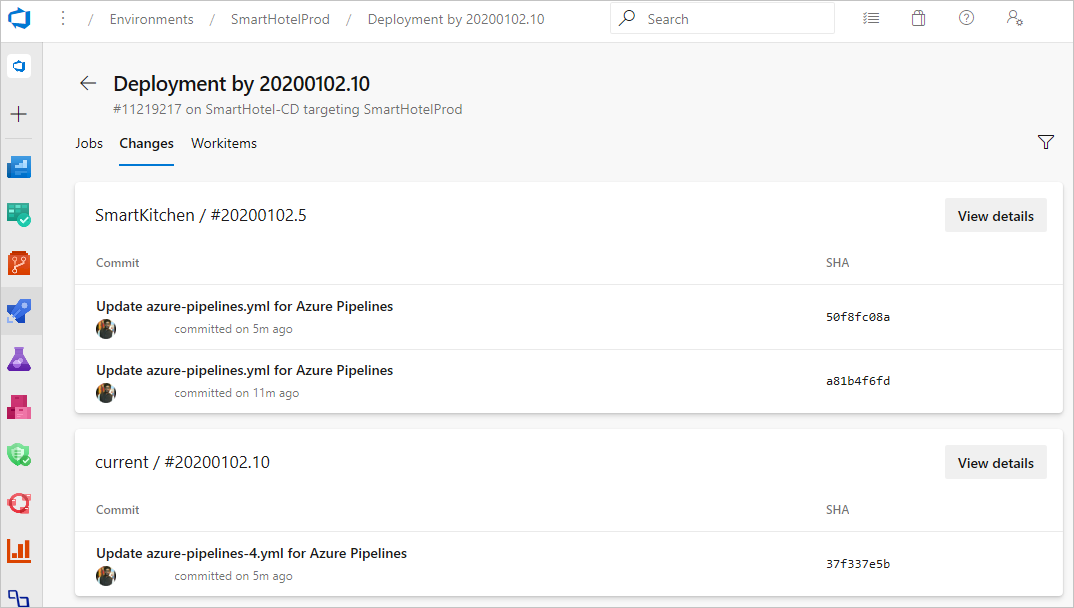 / Environments / SmartHotelProd / Deployment by 20200102.10 Search
Deployment by 20200102.10
#11219217 on SmartHotel-CD targeting SmartHotelProd
Jobs Changes Workitems
SmartKitchen / #20200102.5 View details
Commit SHA
Update azure-pipelines.yml for Azure Pipelines
50f8fc08a
committed on 5m ago
Update azure-pipelines.yml for Azure Pipelines
a81b4f6fd
committed on 11m ago
current / #20200102.10 View details
Commit SHA
Update azure-pipelines-4.yml for Azure Pipelines
37f337e5b
committed on 5m ago